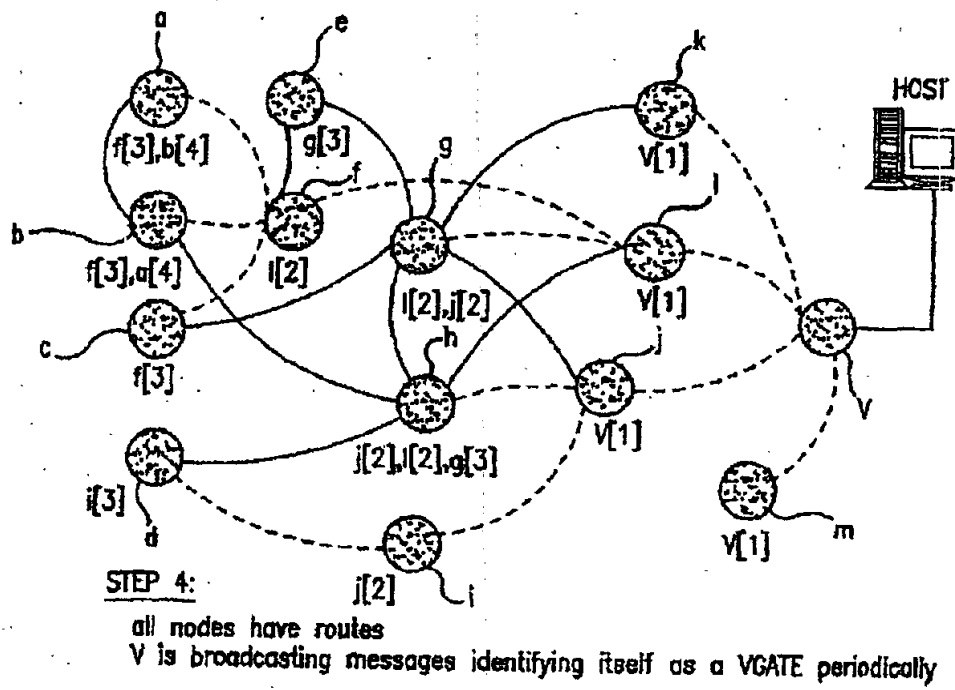 a
e
k
HOST
f[3],b[4]
g[3]
g
V[1]
f
l
b
f[3],a[4]
l[2]
l[2],j[2]
V[1]
c
h
j
f[3]
V
j[2],l[2],g[3]
V[1]
i[3]
d
V[1]
m
j[2]
i
STEP 4:
all nodes have routes
V is broadcasting messages identifying itself as a VGATE periodically